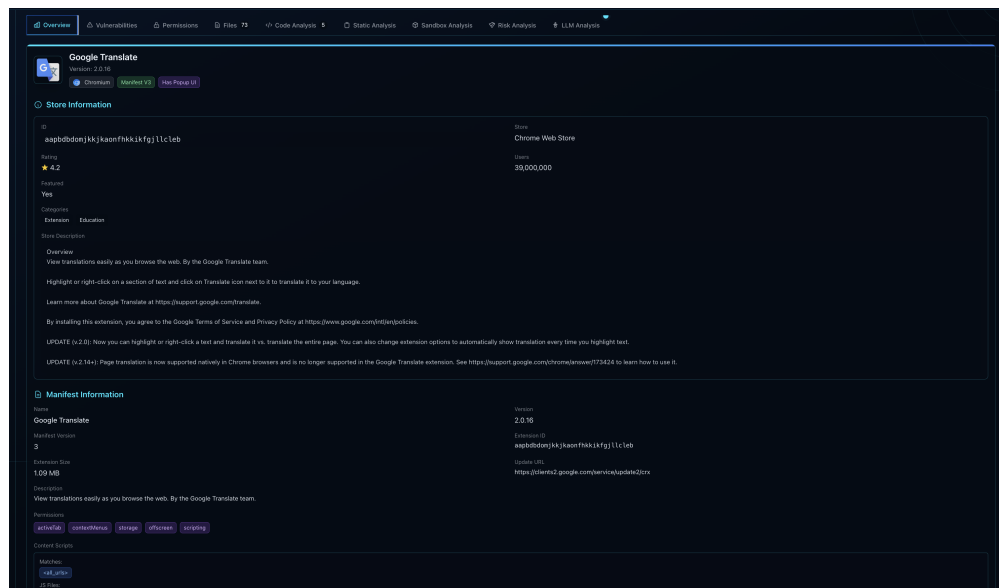 Overview
Vulnerabilities
Permissions
Files 73
Code Analysis 5
Static Analysis
Sandbox Analysis
Risk Analysis
LLM Analysis
Google Translate
Version: 2.0.16
Chromium
Manifest V3
Has Popup UI
Store Information
ID
Store
aapbdbdomjkkjkaonfhkkikfgjllcleb
Chrome Web Store
Rating
Users
4.2
39,000,000
Featured
Yes
Categories
Extension
Education
Store Description
Overview
View translations easily as you browse the web. By the Google Translate team.
Highlight or right-click on a section of text and click on Translate icon next to it to translate it to your language.
Learn more about Google Translate at https://support.google.com/translate.
By installing this extension, you agree to the Google Terms of Service and Privacy Policy at https://www.google.com/intl/en/policies.
UPDATE (v.2.0): Now you can highlight or right-click a text and translate it vs. translate the entire page. You can also change extension options to automatically show translation every time you highlight text.
UPDATE (v.2.14+): Page translation is now supported natively in Chrome browsers and is no longer supported in the Google Translate extension. See https://support.google.com/chrome/answer/173424 to learn how to use it.
Manifest Information
Name
Version
Google Translate
2.0.16
Manifest Version
Extension ID
3
aapbdbdomjkkjkaonfhkkikfgjllcleb
Extension Size
Update URL
1.09 MB
https://clients2.google.com/service/update2/crx
Description
View translations easily as you browse the web. By the Google Translate team.
Permissions
activeTab
contextMenus
storage
offscreen
scripting
Content Scripts
Matches:
<all_urls>
JS Files: